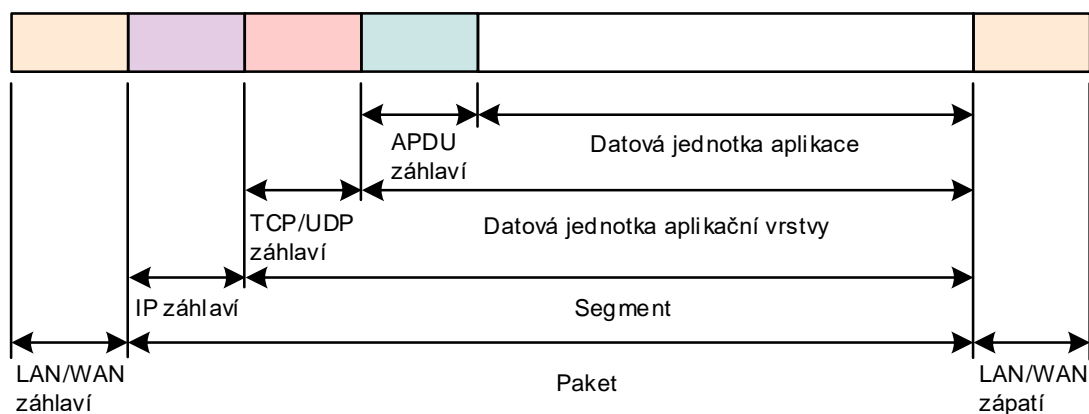 APDU
záhlaví
Datová jednotka aplikace
TCP/UDP
záhlaví
Datová jednotka aplikační vrstvy
IP záhlaví
Segment
LAN/WAN
záhlaví
Paket
LAN/WAN
zápatí